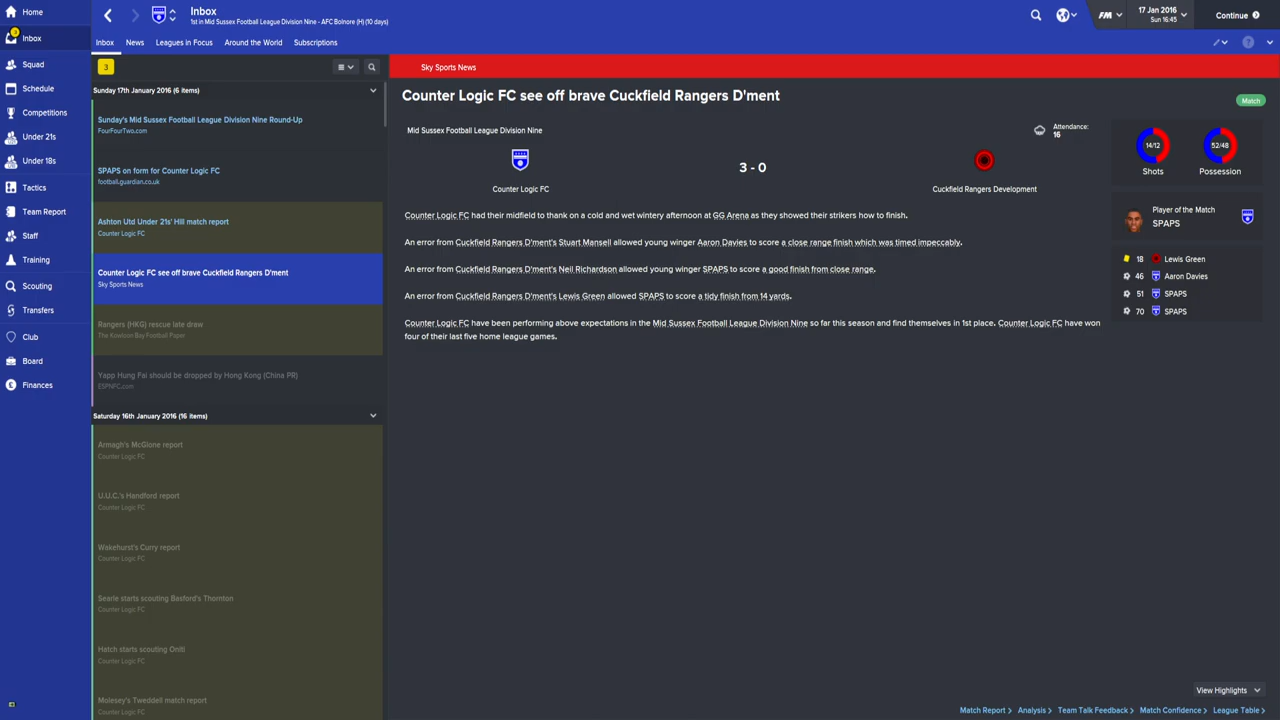 Home
Inbox
Squad
Schedule
Competitions
Under 21s
Under 18s
Tactics
Team Report
Staff
Training
Scouting
Transfers
Club
Board
Finances
Inbox
1st in Mid Sussex Football League Division Nine - AFC Bolnore (H) (10 days)
FM
17 Jan 2016
Sun 16:45
Continue
Inbox
News
Leagues in Focus
Around the World
Subscriptions
3
Sunday 17th January 2016 (6 items)
Sunday's Mid Sussex Football League Division Nine Round-Up
FourFourTwo.com
SPAPS on form for Counter Logic FC
football.guardian.co.uk
Ashton Utd Under 21s' Hill match report
Counter Logic FC
Counter Logic FC see off brave Cuckfield Rangers D'ment
Sky Sports News
Rangers (HKG) rescue late draw
The Kowloon Bay Football Paper
Yapp Hung Fai should be dropped by Hong Kong (China PR)
ESPNFC.com
Saturday 16th January 2016 (16 items)
Armagh's McGlone report
Counter Logic FC
U.U.C.'s Handford report
Counter Logic FC
Wakehurst's Curry report
Counter Logic FC
Searle starts scouting Basford's Thornton
Counter Logic FC
Hatch starts scouting Oniti
Counter Logic FC
Molesey's Tweddell match report
Counter Logic FC
Sky Sports News
Counter Logic FC see off brave Cuckfield Rangers D'ment
Match
Mid Sussex Football League Division Nine
Attendance:
16
3 - 0
Counter Logic FC
Cuckfield Rangers Development
Counter Logic FC had their midfield to thank on a cold and wet wintery afternoon at GG Arena as they showed their strikers how to finish.
An error from Cuckfield Rangers D'ment's Stuart Mansell allowed young winger Aaron Davies to score a close range finish which was timed impeccably.
An error from Cuckfield Rangers D'ment's Neil Richardson allowed young winger SPAPS to score a good finish from close range.
An error from Cuckfield Rangers D'ment's Lewis Green allowed SPAPS to score a tidy finish from 14 yards.
Counter Logic FC have been performing above expectations in the Mid Sussex Football League Division Nine so far this season and find themselves in 1st place. Counter Logic FC have won
four of their last five home league games.
14/12
52/48
Shots
Possession
Player of the Match
SPAPS
18 Lewis Green
46 Aaron Davies
51 SPAPS
70 SPAPS
View Highlights
Match Report
Analysis
Team Talk Feedback
Match Confidence
League Table